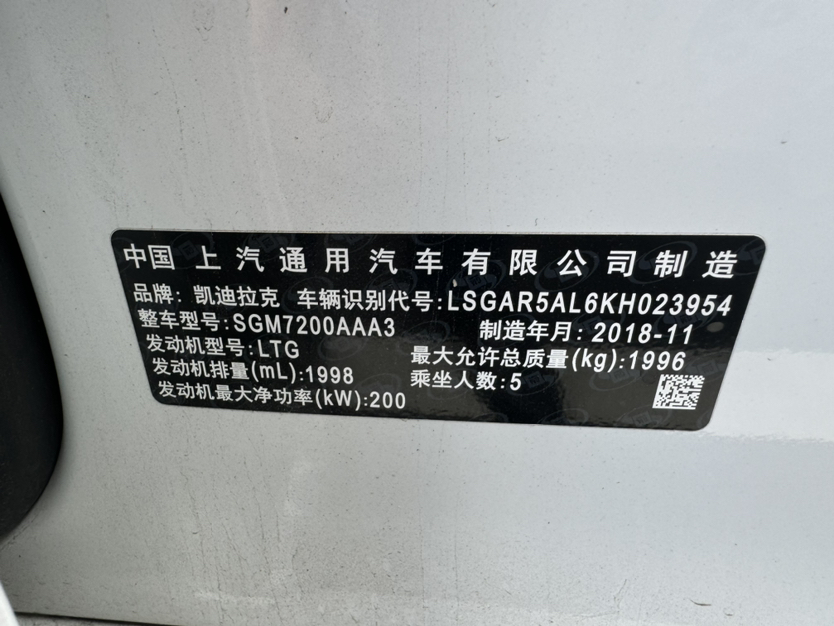 中国 上汽通用汽车有限公司制造
品牌: 凯迪拉克 车辆识别代号:LSGAR5AL6KH023954
整车型号:SGM7200AAA3 制造年月: 2018-11
发动机型号:LTG 最大允许总质量(kg):1996
发动机排量(mL):1998 乘坐人数:5
发动机最大净功率(kW):200